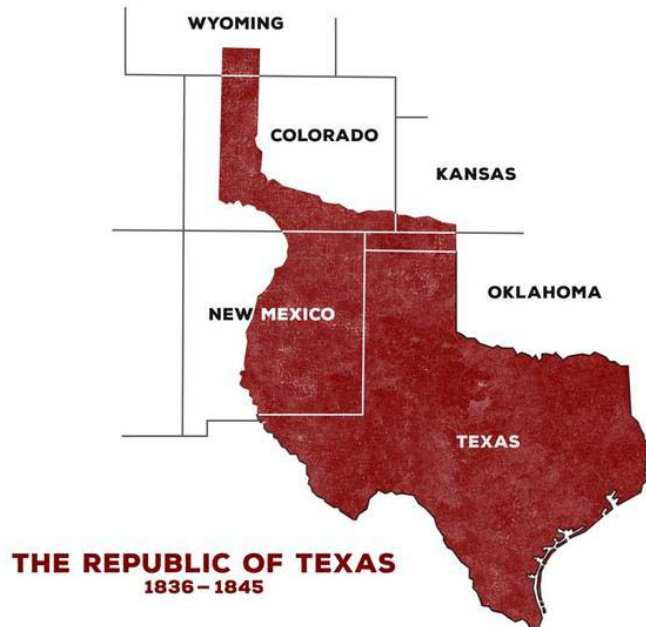 WYOMING
COLORADO
KANSAS
NEW MEXICO
OKLAHOMA
TEXAS
THE REPUBLIC OF TEXAS
1836–1845